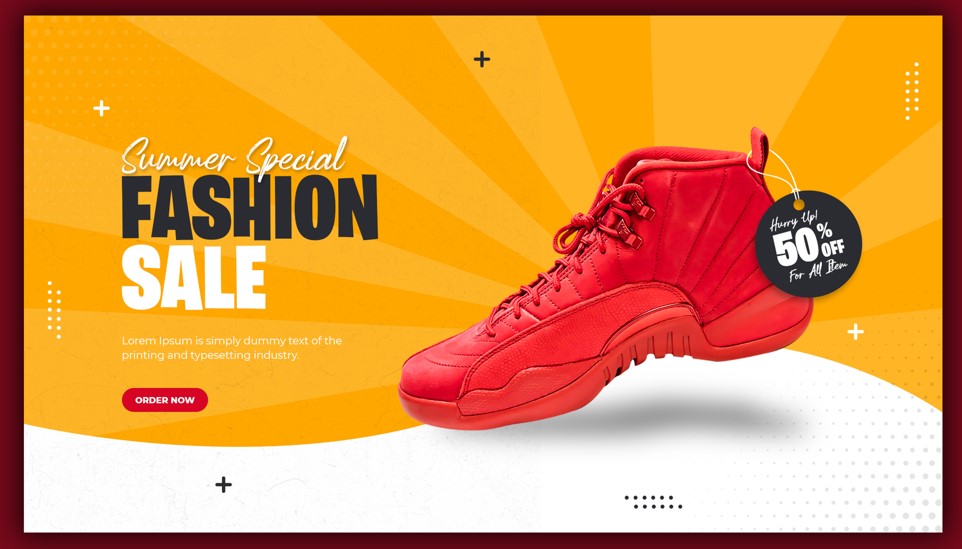 Summer Special
FASHION
SALE
Lorem Ipsum is simply dummy text of the
printing and typesetting industry.
ORDER NOW
Hurry Up!
50% OFF
For All Item